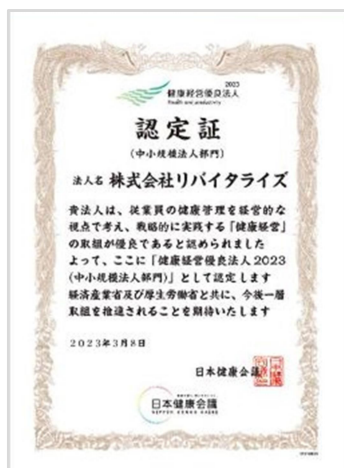 2023
健康経営優良法人
Health and productivity
認定証
(中小規模法人部門)
法人名 株式会社リバイタライズ
貴法人は、従業員の健康管理を経営的な
視点で考え、戦略的に実践する「健康経営」
の取組が優良であると認められました
よって、ここに「健康経営優良法人2023
(中小規模法人部門)」として認定します
経済産業省及び厚生労働省と共に、今後一層
取組を推進されることを期待いたします
2023年3月8日
日本健康会議
日本健康会議
NIPPON KENKO KAIGI